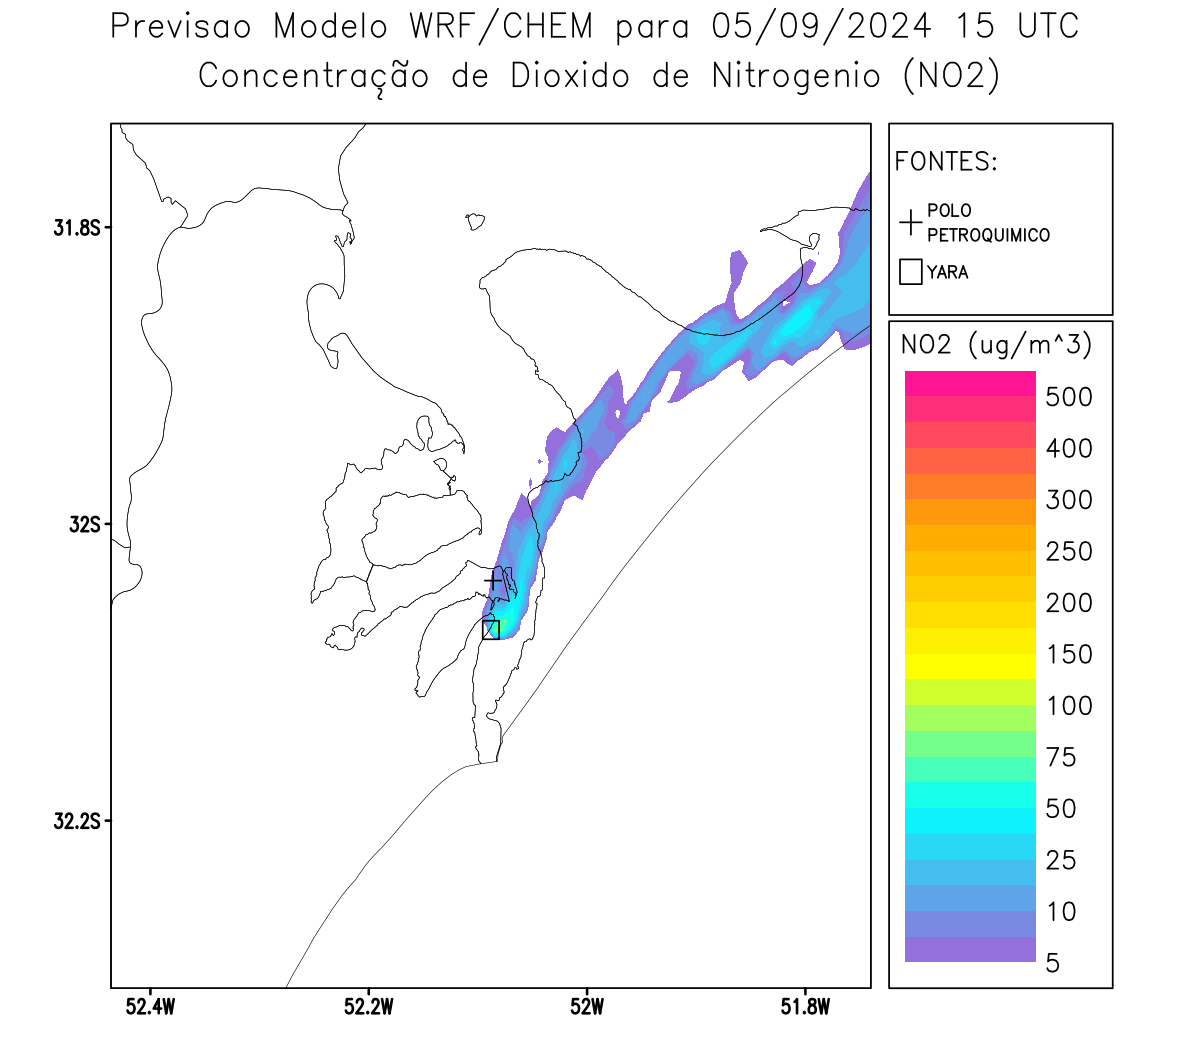 Previsao Modelo WRF/CHEM para 05/09/2024 15 UTC
Concentração de Dioxido de Nitrogenio (NO2)
FONTES:
POLO
PETROQUIMICO
YARA
31.8S
32S
32.2S
52.4W
52.2W
52W
51.8W
NO2 (ug/m^3)
500
400
300
250
200
150
100
75
50
25
10
5